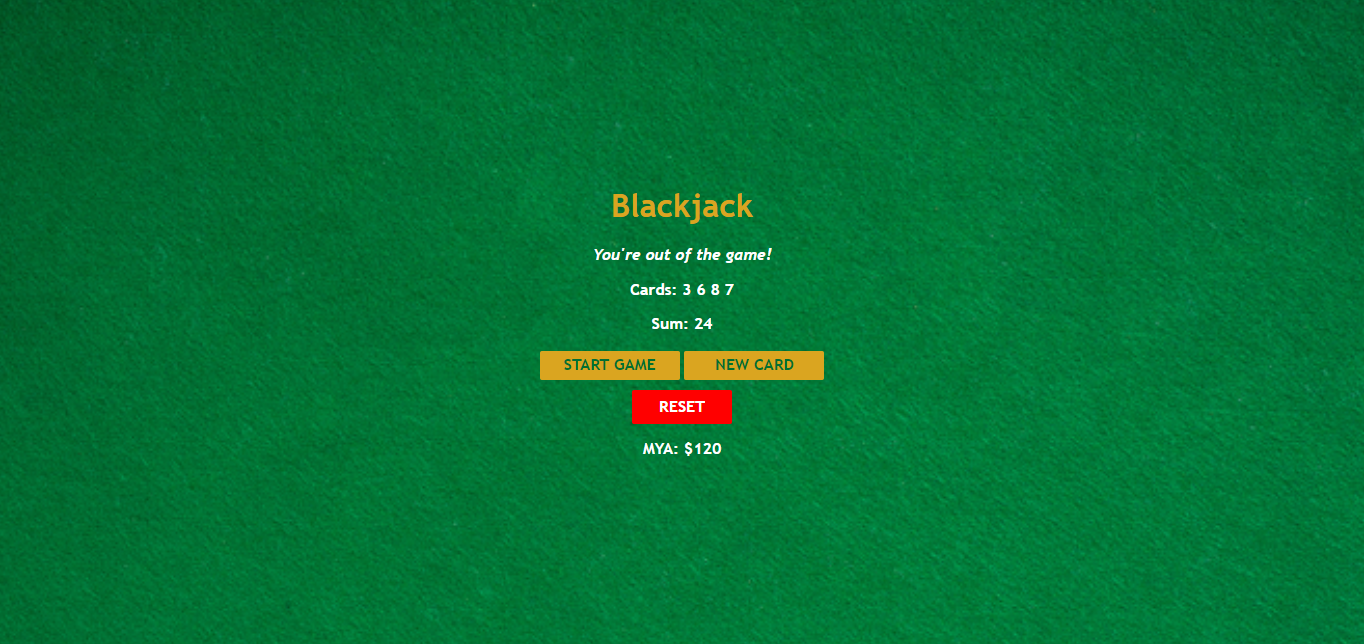 Blackjack
You're out of the game!
Cards: 3 6 8 7
Sum: 24
START GAME NEW CARD
RESET
MYA: $120